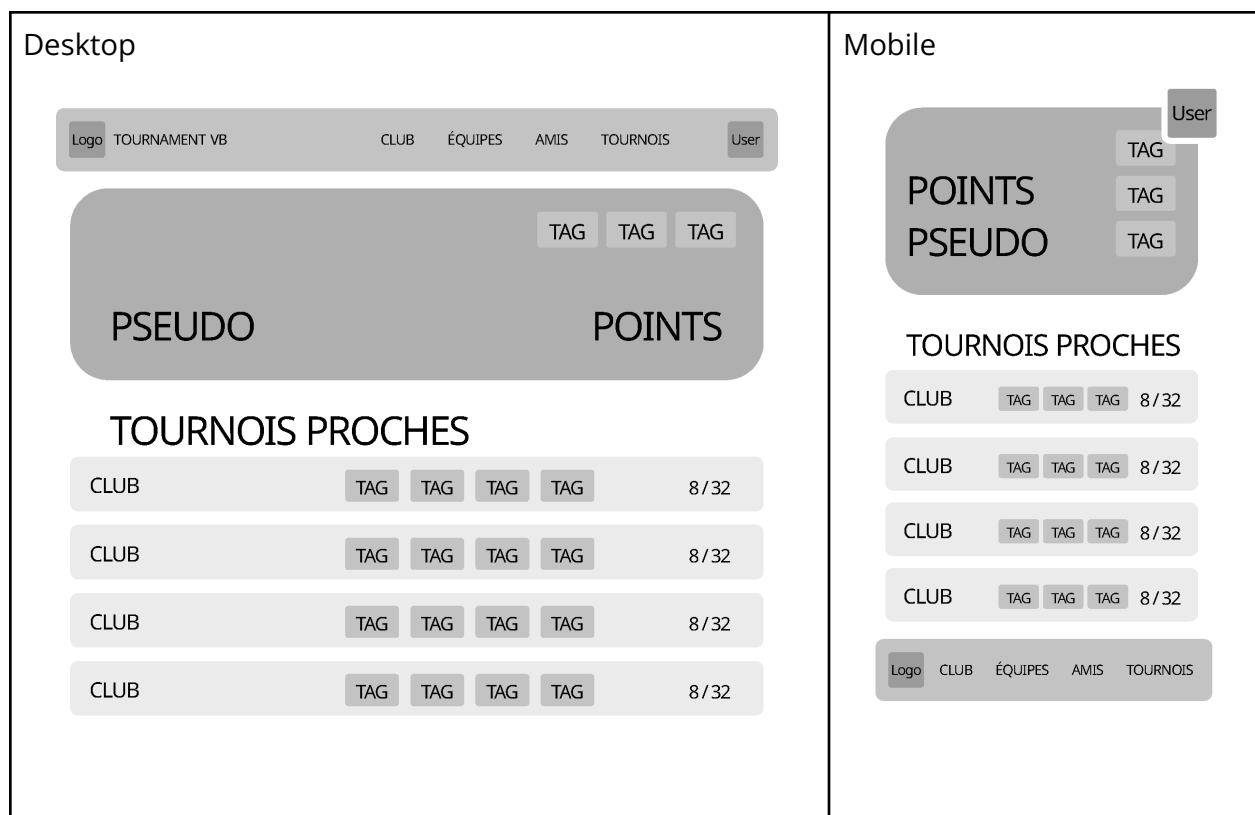 Desktop
Logo TOURNAMENT VB CLUB ÉQUIPES AMIS TOURNOIS User
TAG TAG TAG
PSEUDO POINTS
TOURNOIS PROCHES
CLUB TAG TAG TAG TAG 8/32
CLUB TAG TAG TAG TAG 8/32
CLUB TAG TAG TAG TAG 8/32
CLUB TAG TAG TAG TAG 8/32
Mobile
User
TAG
POINTS TAG
PSEUDO TAG
TOURNOIS PROCHES
CLUB TAG TAG TAG 8/32
CLUB TAG TAG TAG 8/32
CLUB TAG TAG TAG 8/32
CLUB TAG TAG TAG 8/32
Logo CLUB ÉQUIPES AMIS TOURNOIS